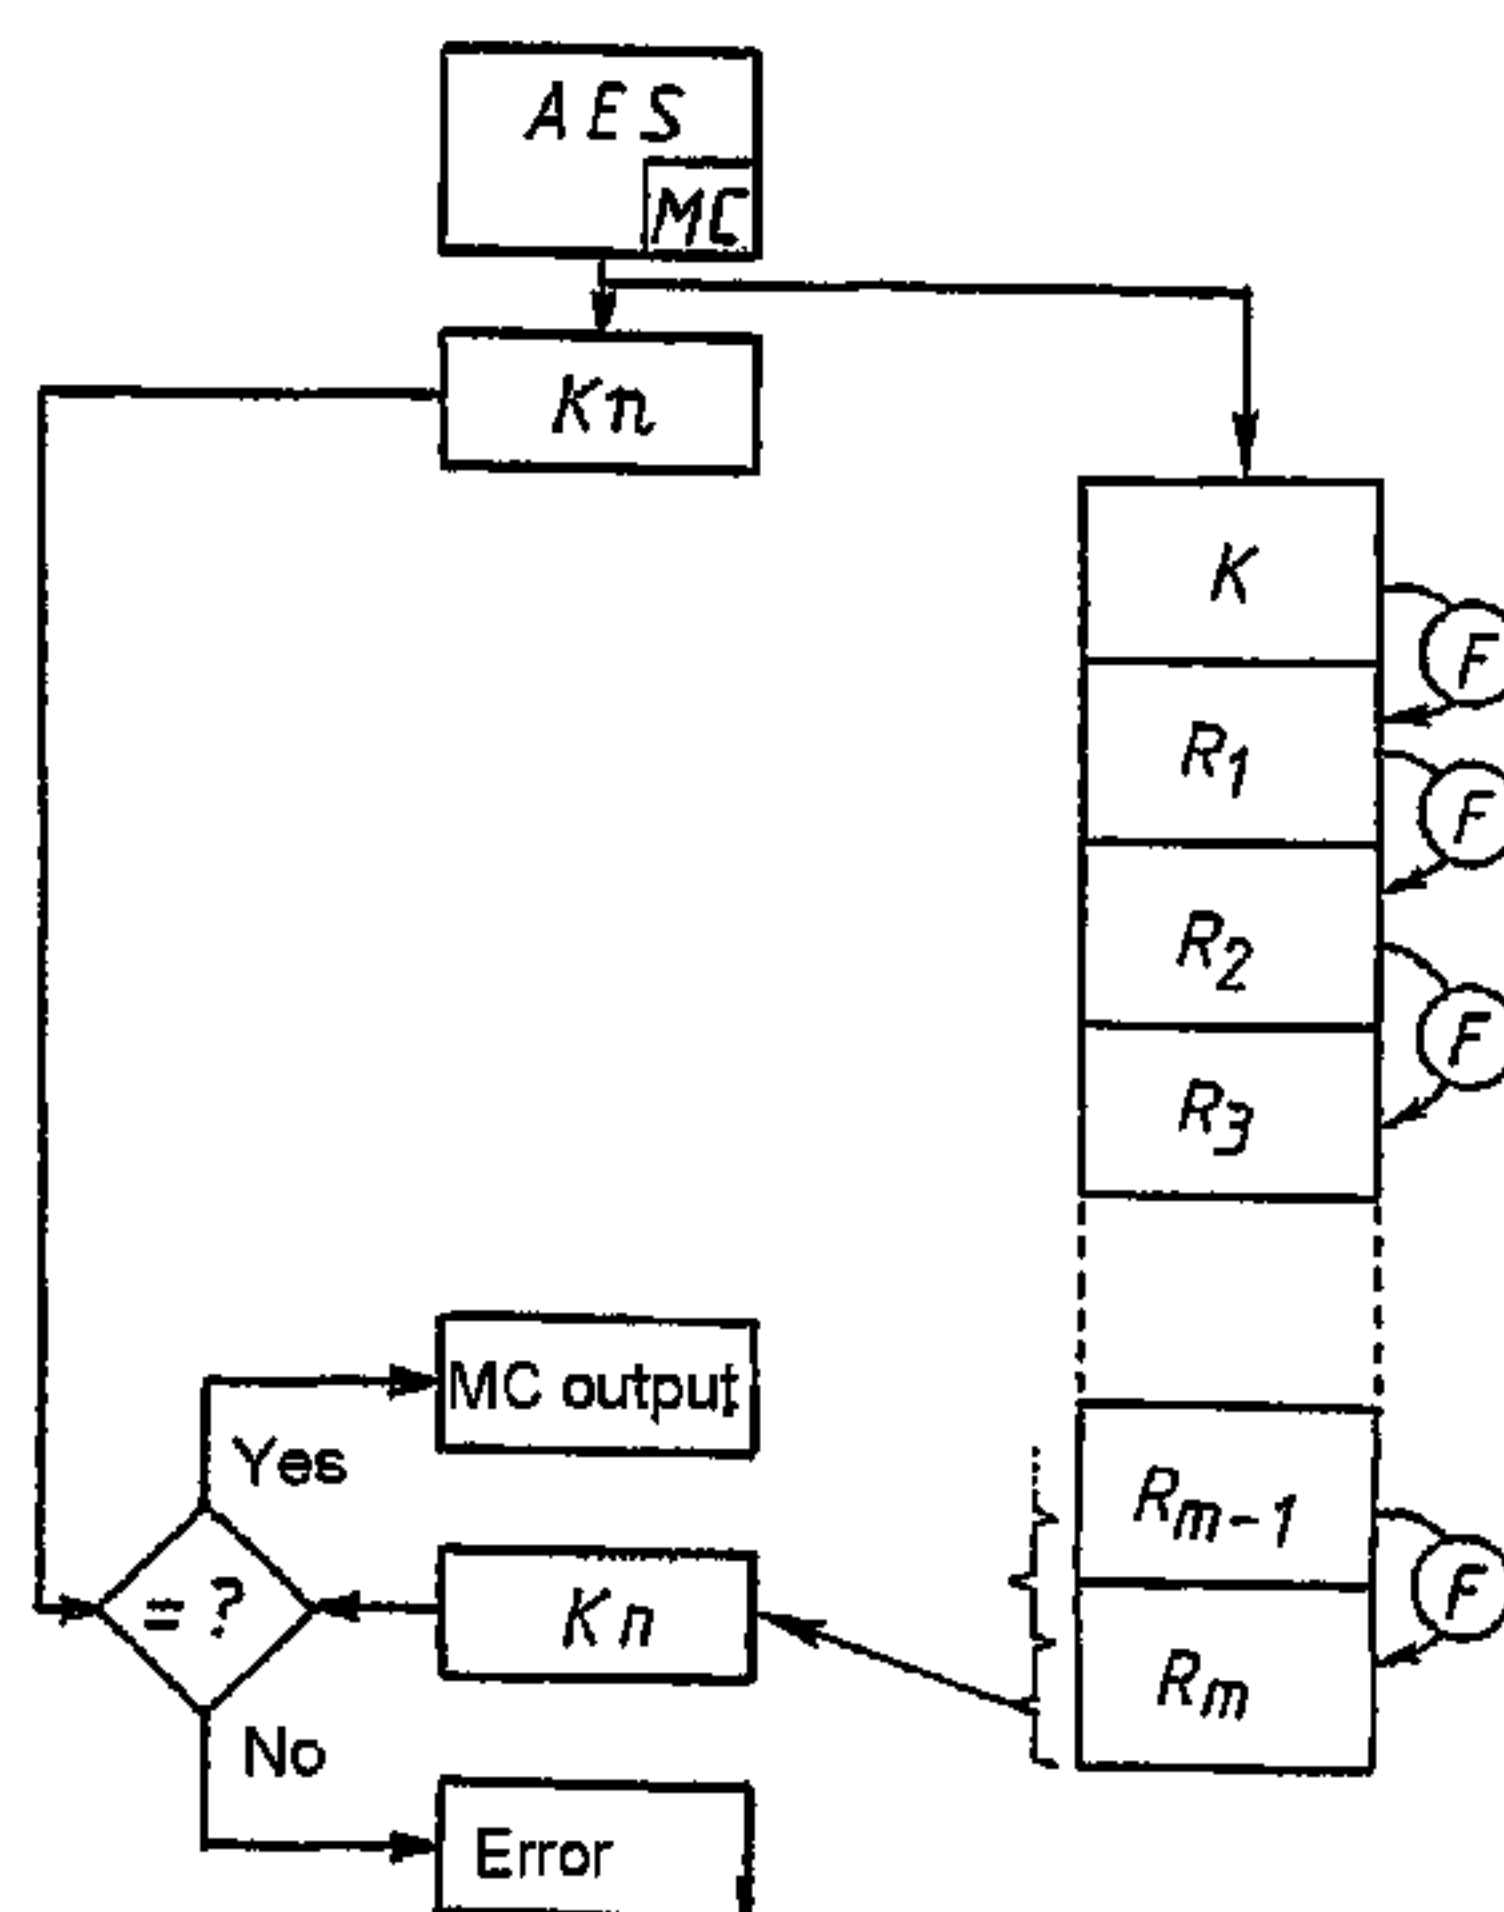 AES
MC
Kn
K
F
R1
F
R2
F
R3
MC output
Yes
Rm-1
= ?
Kn
F
Rm
No
Error